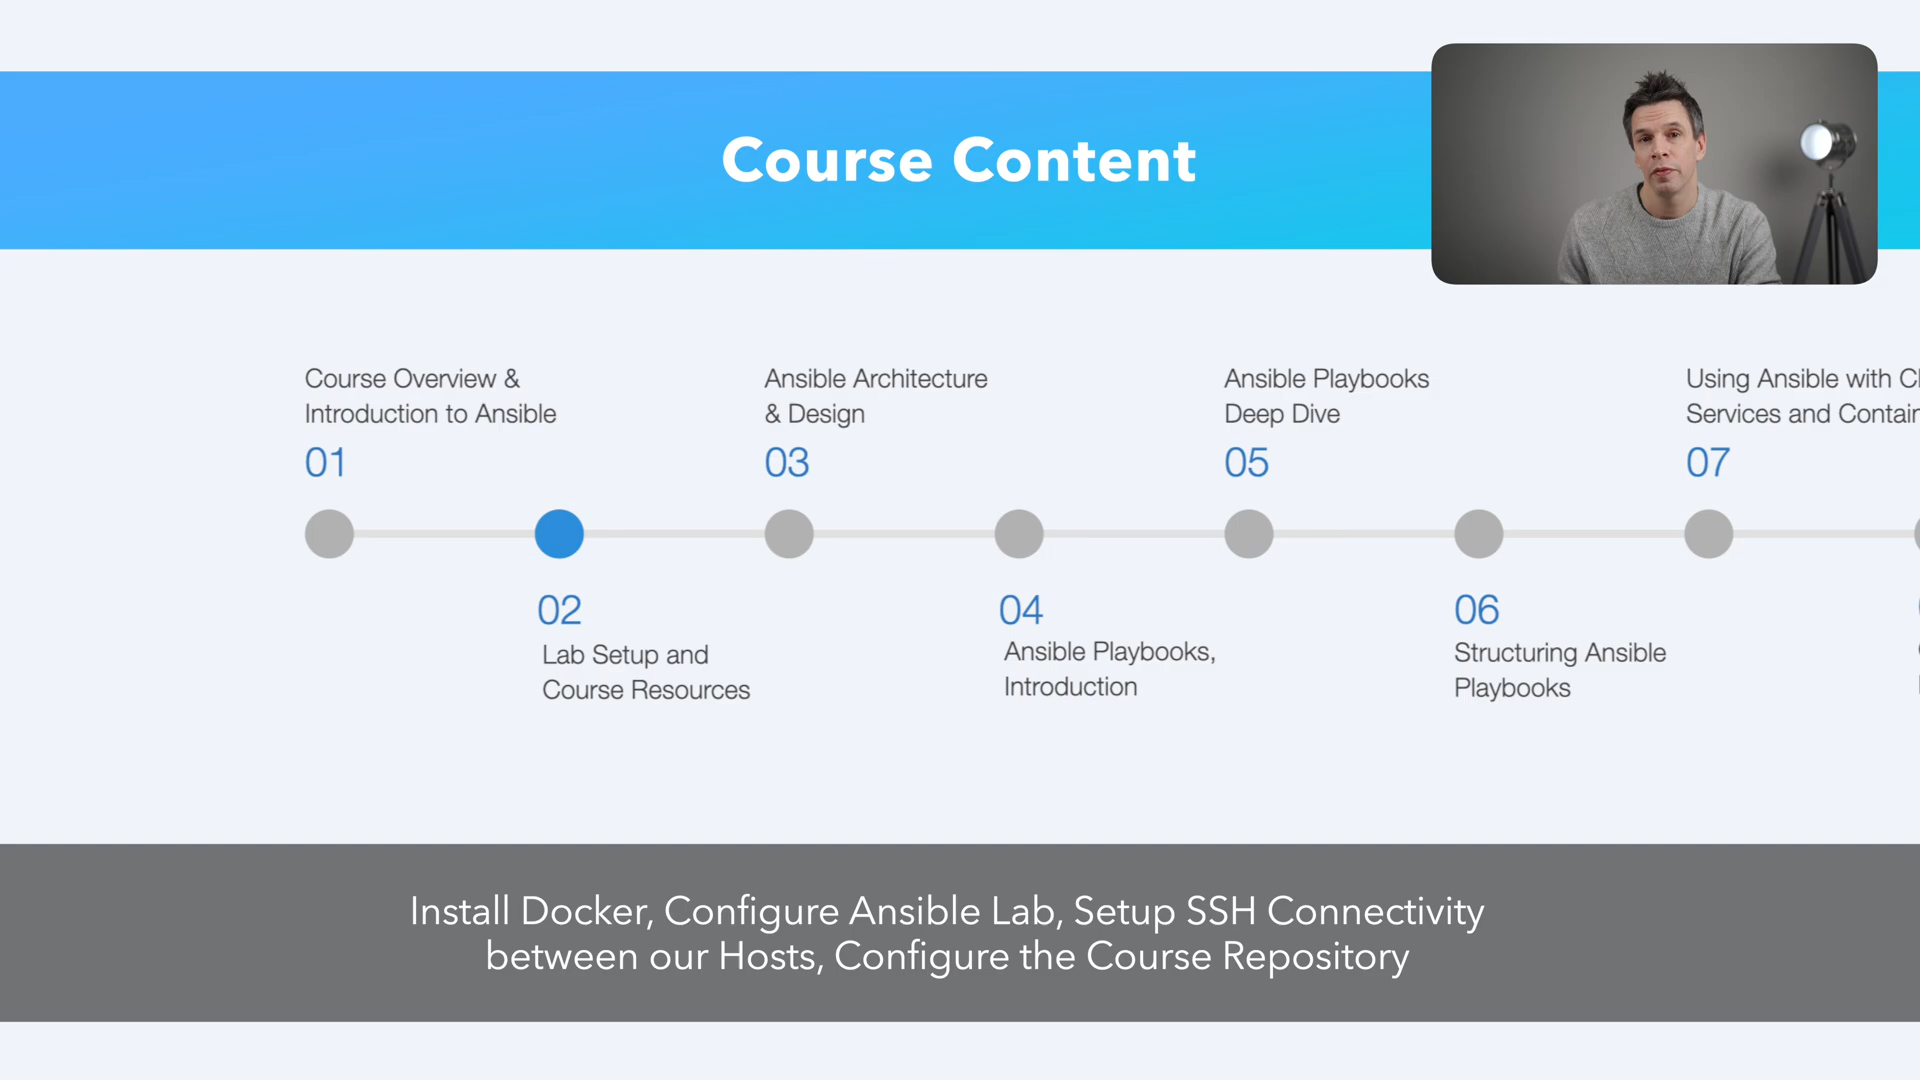 Course Content
Course Overview &
Introduction to Ansible
01
Ansible Architecture
& Design
03
Ansible Playbooks
Deep Dive
05
Using Ansible with
Services and
07
02
Lab Setup and
Course Resources
04
Ansible Playbooks,
Introduction
06
Structuring Ansible
Playbooks
Install Docker, Configure Ansible Lab, Setup SSH Connectivity
between our Hosts, Configure the Course Repository